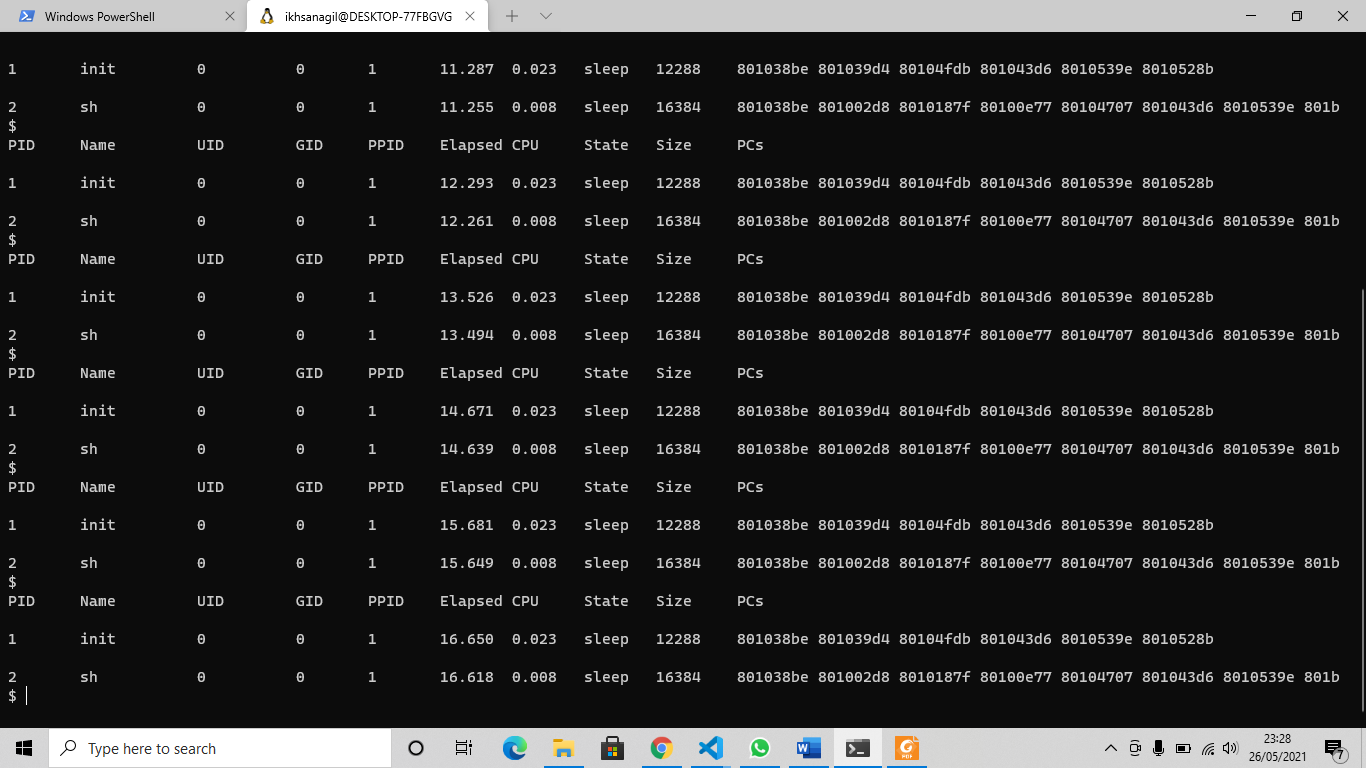 Windows PowerShell
ikhsanagil@DESKTOP-77FBGVG
1 init 0 0 1 11.287 0.023 sleep 12288 801038be 801039d4 80104fdb 801043d6 8010539e 8010528b
2 sh 0 0 1 11.255 0.008 sleep 16384 801038be 801002d8 8010187f 80100e77 80104707 801043d6 8010539e 801b
$
PID Name UID GID PPID Elapsed CPU State Size PCs
1 init 0 0 1 12.293 0.023 sleep 12288 801038be 801039d4 80104fdb 801043d6 8010539e 8010528b
2 sh 0 0 1 12.261 0.008 sleep 16384 801038be 801002d8 8010187f 80100e77 80104707 801043d6 8010539e 801b
$
PID Name UID GID PPID Elapsed CPU State Size PCs
1 init 0 0 1 13.526 0.023 sleep 12288 801038be 801039d4 80104fdb 801043d6 8010539e 8010528b
2 sh 0 0 1 13.494 0.008 sleep 16384 801038be 801002d8 8010187f 80100e77 80104707 801043d6 8010539e 801b
$
PID Name UID GID PPID Elapsed CPU State Size PCs
1 init 0 0 1 14.671 0.023 sleep 12288 801038be 801039d4 80104fdb 801043d6 8010539e 8010528b
2 sh 0 0 1 14.639 0.008 sleep 16384 801038be 801002d8 8010187f 80100e77 80104707 801043d6 8010539e 801b
$
PID Name UID GID PPID Elapsed CPU State Size PCs
1 init 0 0 1 15.681 0.023 sleep 12288 801038be 801039d4 80104fdb 801043d6 8010539e 8010528b
2 sh 0 0 1 15.649 0.008 sleep 16384 801038be 801002d8 8010187f 80100e77 80104707 801043d6 8010539e 801b
$
PID Name UID GID PPID Elapsed CPU State Size PCs
1 init 0 0 1 16.650 0.023 sleep 12288 801038be 801039d4 80104fdb 801043d6 8010539e 8010528b
2 sh 0 0 1 16.618 0.008 sleep 16384 801038be 801002d8 8010187f 80100e77 80104707 801043d6 8010539e 801b
$
Type here to search
W
G
PDF
23:28
26/05/2021
7